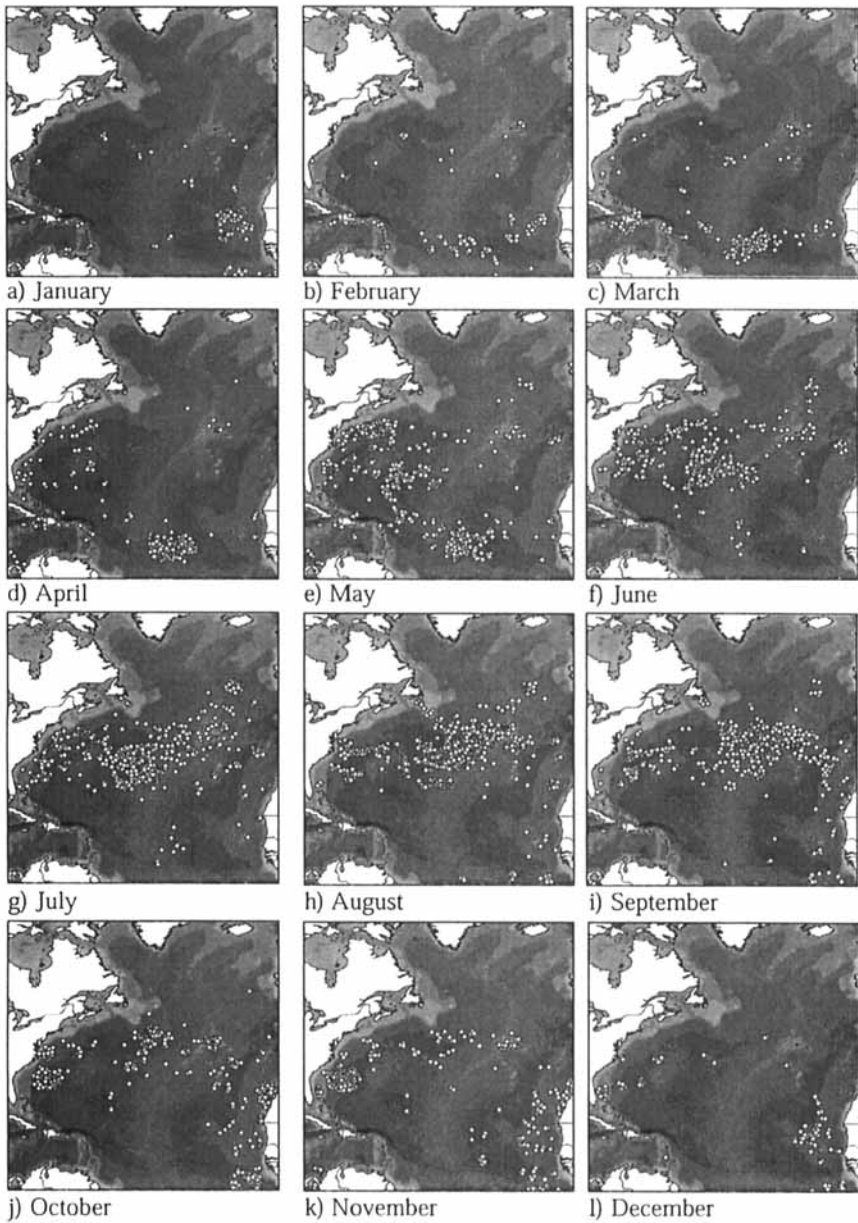 a) January
b) February
c) March
d) April
e) May
f) June
g) July
h) August
i) September
j) October
k) November
l) December